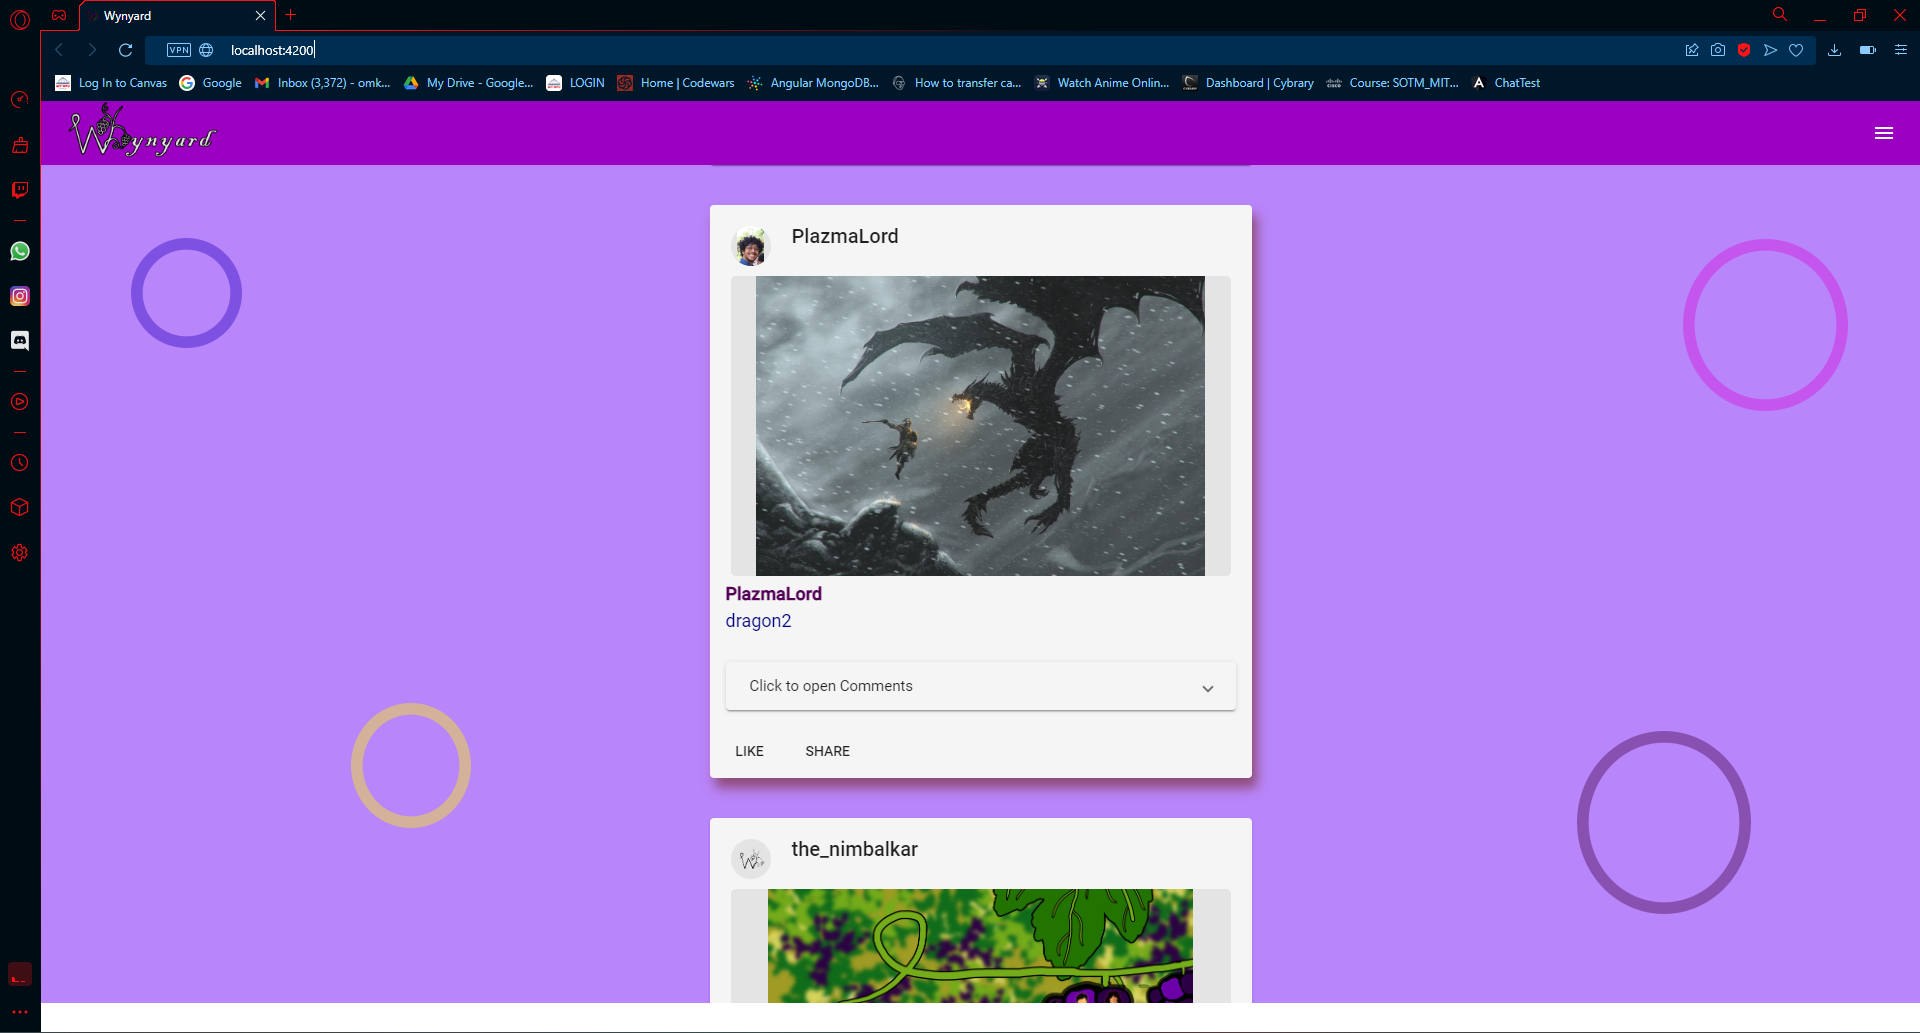 Wynyard
VPN localhost:4200
Log In to Canvas Google Inbox (3,372) - omk... My Drive - Google... LOGIN Home | Codewars Angular MongoDB... How to transfer ca... Watch Anime Online... Dashboard | Cybrary Course: SOTM_MIT... A ChatTest
Wynyard
PlazmaLord
PlazmaLord
dragon2
Click to open Comments
LIKE SHARE
the_nimbalkar